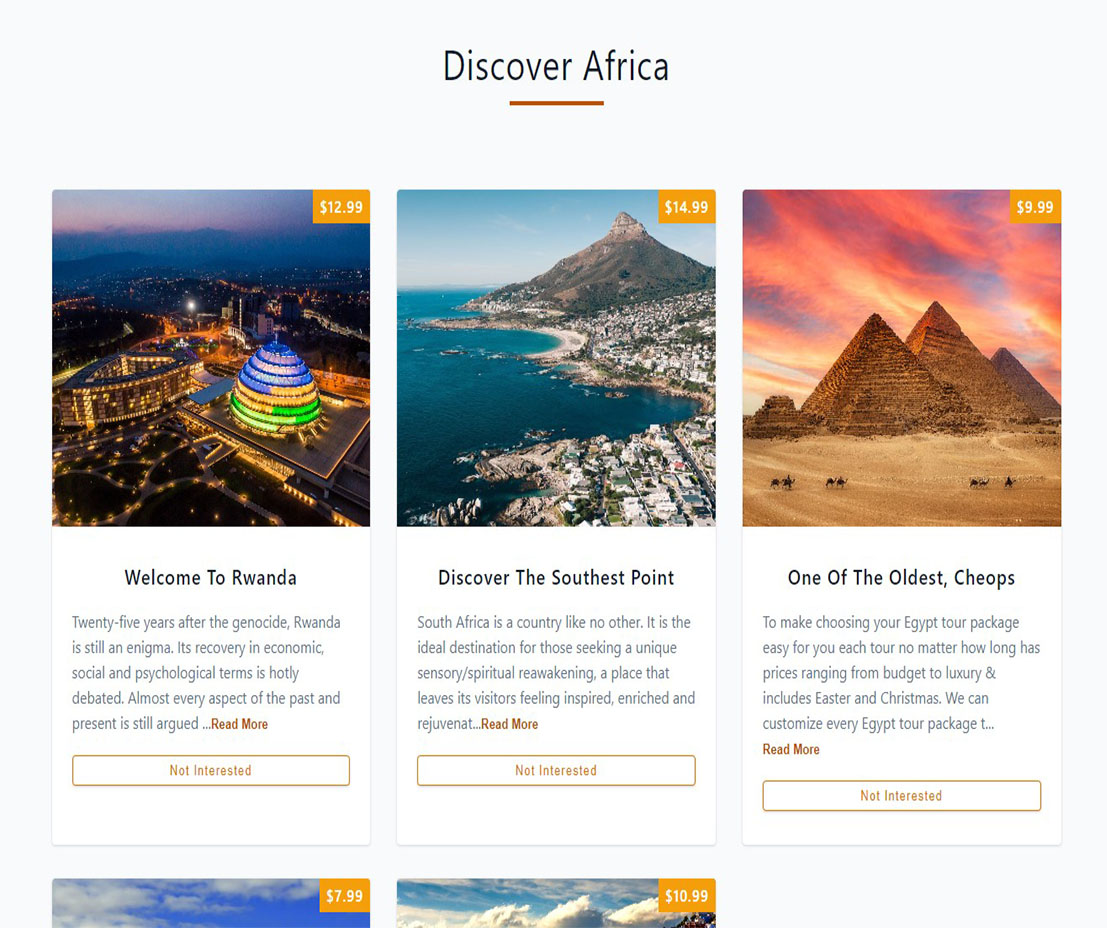 Discover Africa
$12.99
$14.99
$9.99
Welcome To Rwanda
Twenty-five years after the genocide, Rwanda
is still an enigma. Its recovery in economic,
social and psychological terms is hotly
debated. Almost every aspect of the past and
present is still argued ...Read More
Not Interested
Discover The Southest Point
South Africa is a country like no other. It is the
ideal destination for those seeking a unique
sensory/spiritual reawakening, a place that
leaves its visitors feeling inspired, enriched and
rejuvenat...Read More
Not Interested
One Of The Oldest, Cheops
To make choosing your Egypt tour package
easy for you each tour no matter how long has
prices ranging from budget to luxury &
includes Easter and Christmas. We can
customize every Egypt tour package t...
Read More
Not Interested
$7.99
$10.99